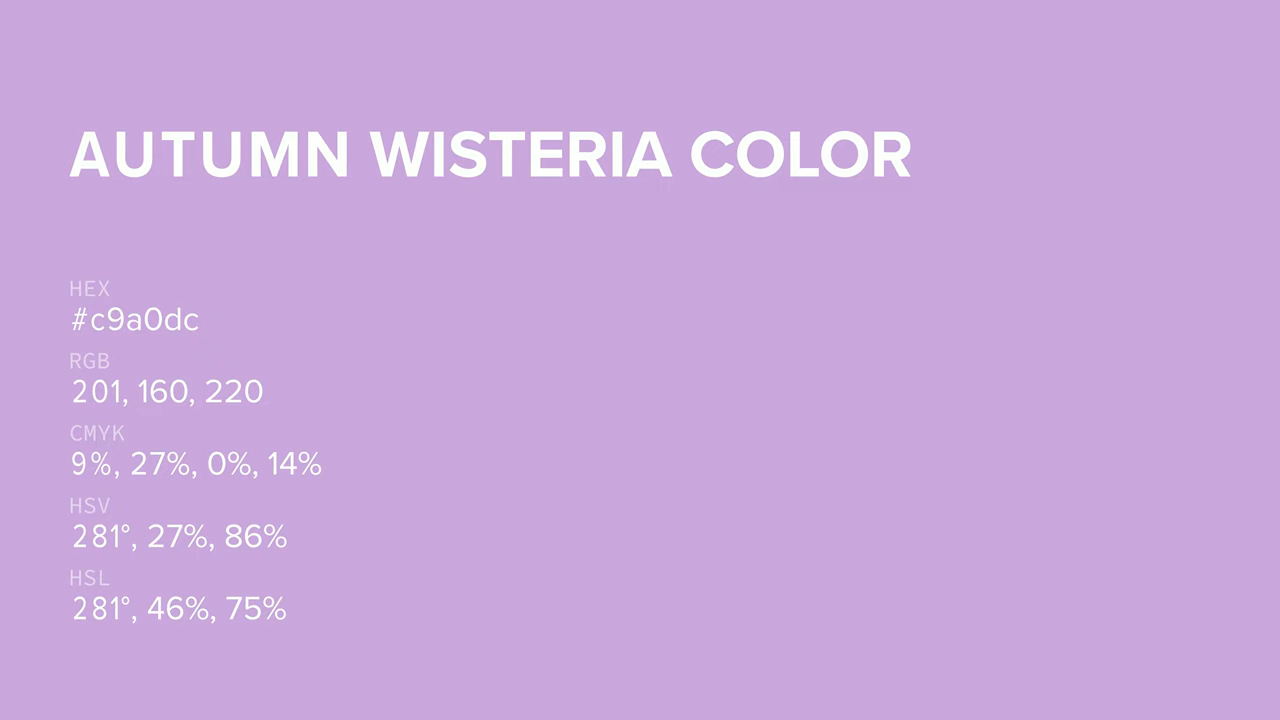 AUTUMN WISTERIA COLOR
HEX
#c9a0dc
RGB
201, 160, 220
CMYK
9%, 27%, 0%, 14%
HSV
281°, 27%, 86%
HSL
281°, 46%, 75%